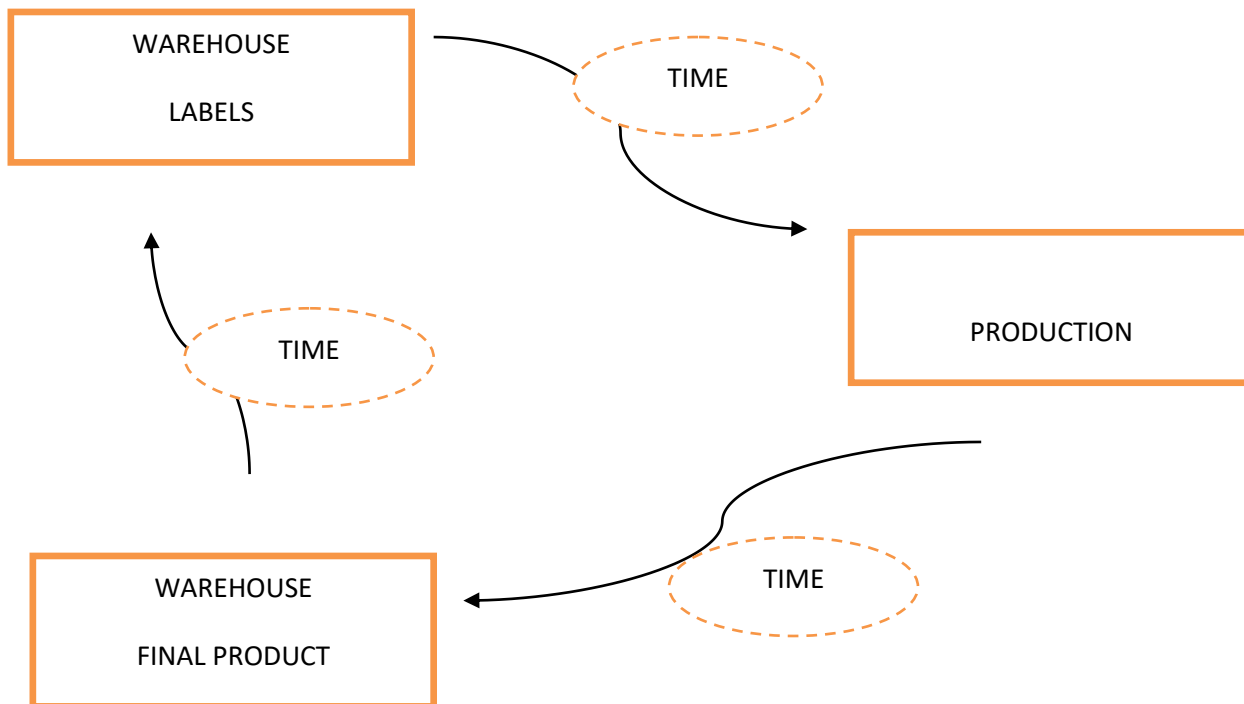 WAREHOUSE
LABELS
TIME
PRODUCTION
TIME
TIME
WAREHOUSE
FINAL PRODUCT